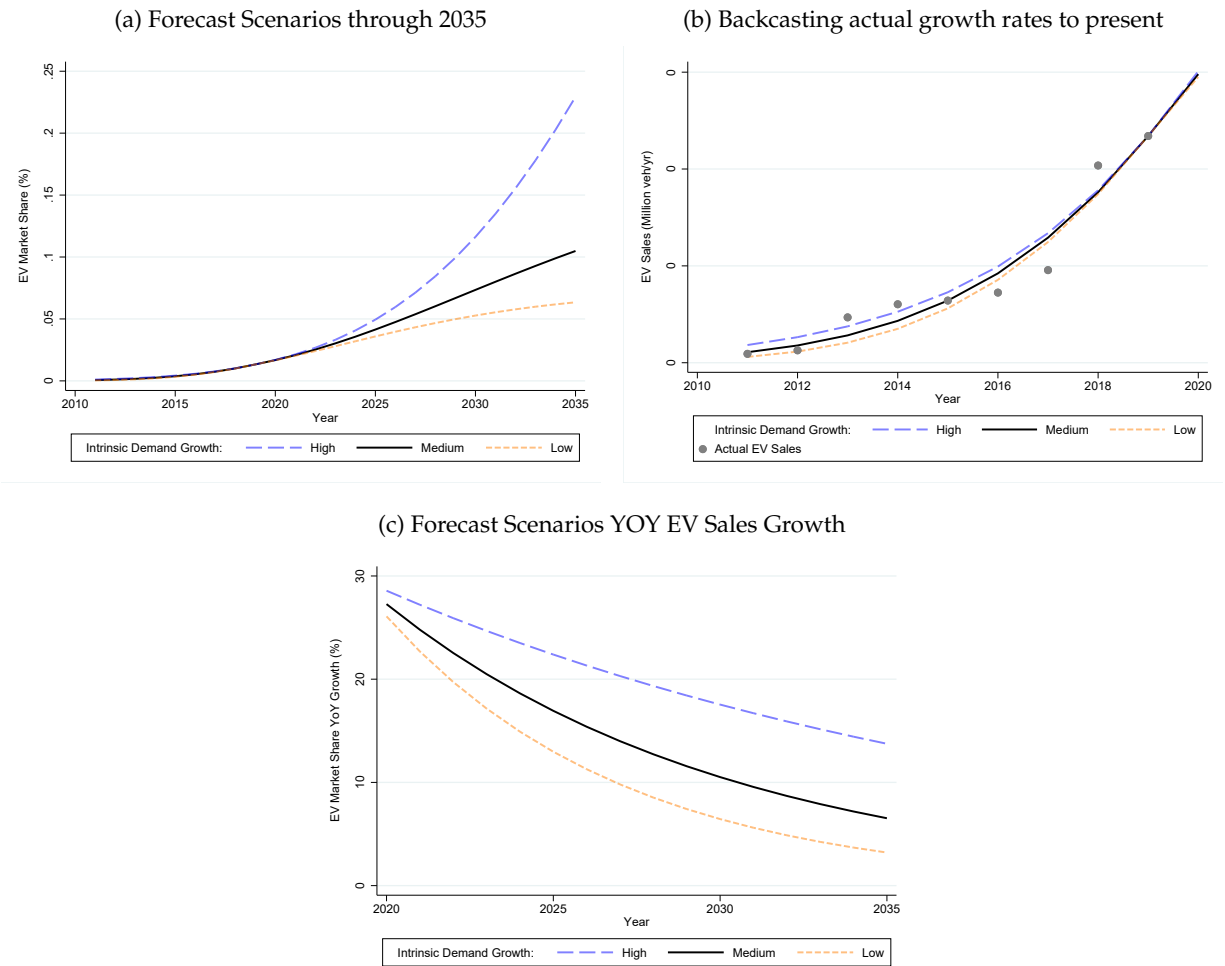 (a) Forecast Scenarios through 2035
EV Market Share (%)
.25
.2
.15
.1
.05
0
2010 2015 2020 2025 2030 2035
Year
Intrinsic Demand Growth: High Medium Low
(b) Backcasting actual growth rates to present
EV Sales (Million veh/yr)
0
0
0
0
2010 2012 2014 2016 2018 2020
Year
Intrinsic Demand Growth: High Medium Low
Actual EV Sales
(c) Forecast Scenarios YOY EV Sales Growth
EV Market Share YoY Growth (%)
30
20
10
0
2020 2025 2030 2035
Year
Intrinsic Demand Growth: High Medium Low